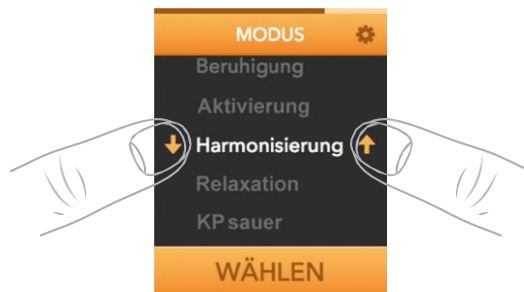 MODUS
Beruhigung
Aktivierung
Harmonisierung
Relaxation
KP sauer
WÄHLEN